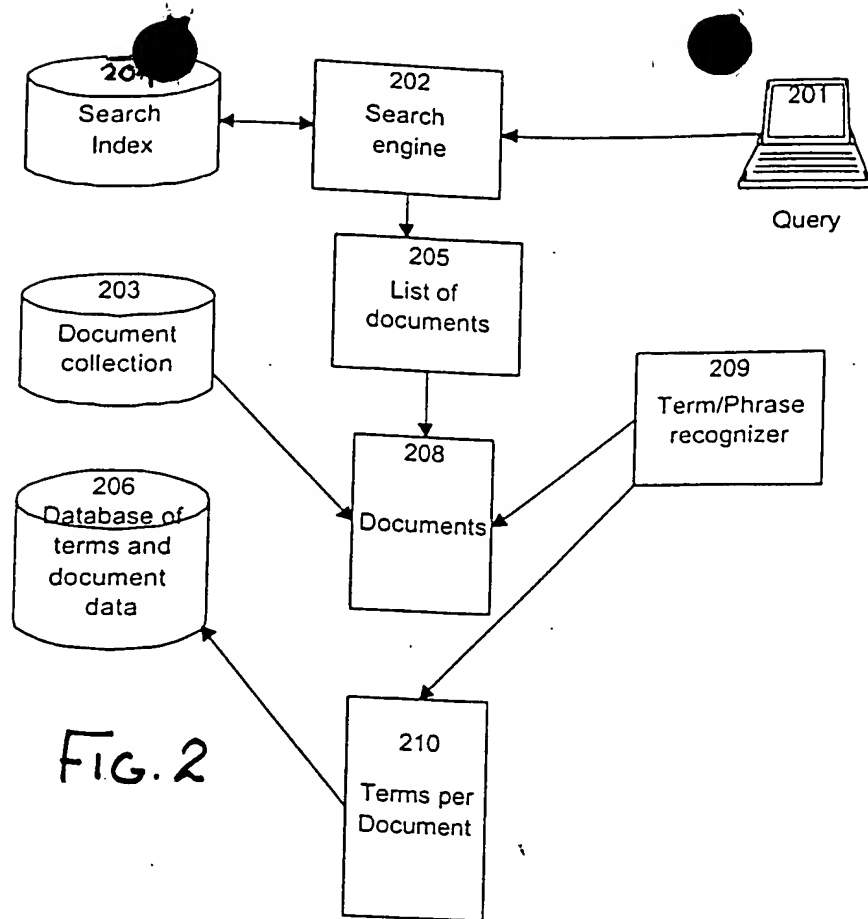 204
Search
Index
202
Search
engine
201
Query
205
List of
documents
203
Document
collection
209
Term/Phrase
recognizer
208
Documents
206
Database of
terms and
document
data
210
Terms per
Document
FIG. 2